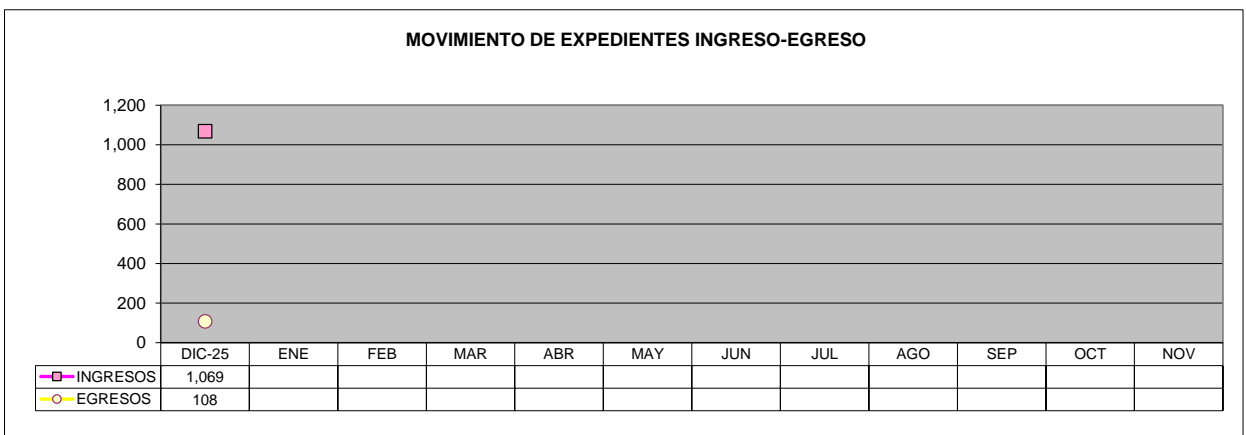 MOVIMIENTO DE EXPEDIENTES INGRESO-EGRESO
1,200
1,000
800
600
400
200
0
DIC-25 ENE FEB MAR ABR MAY JUN JUL AGO SEP OCT NOV
INGRESOS 1,069
EGRESOS 108